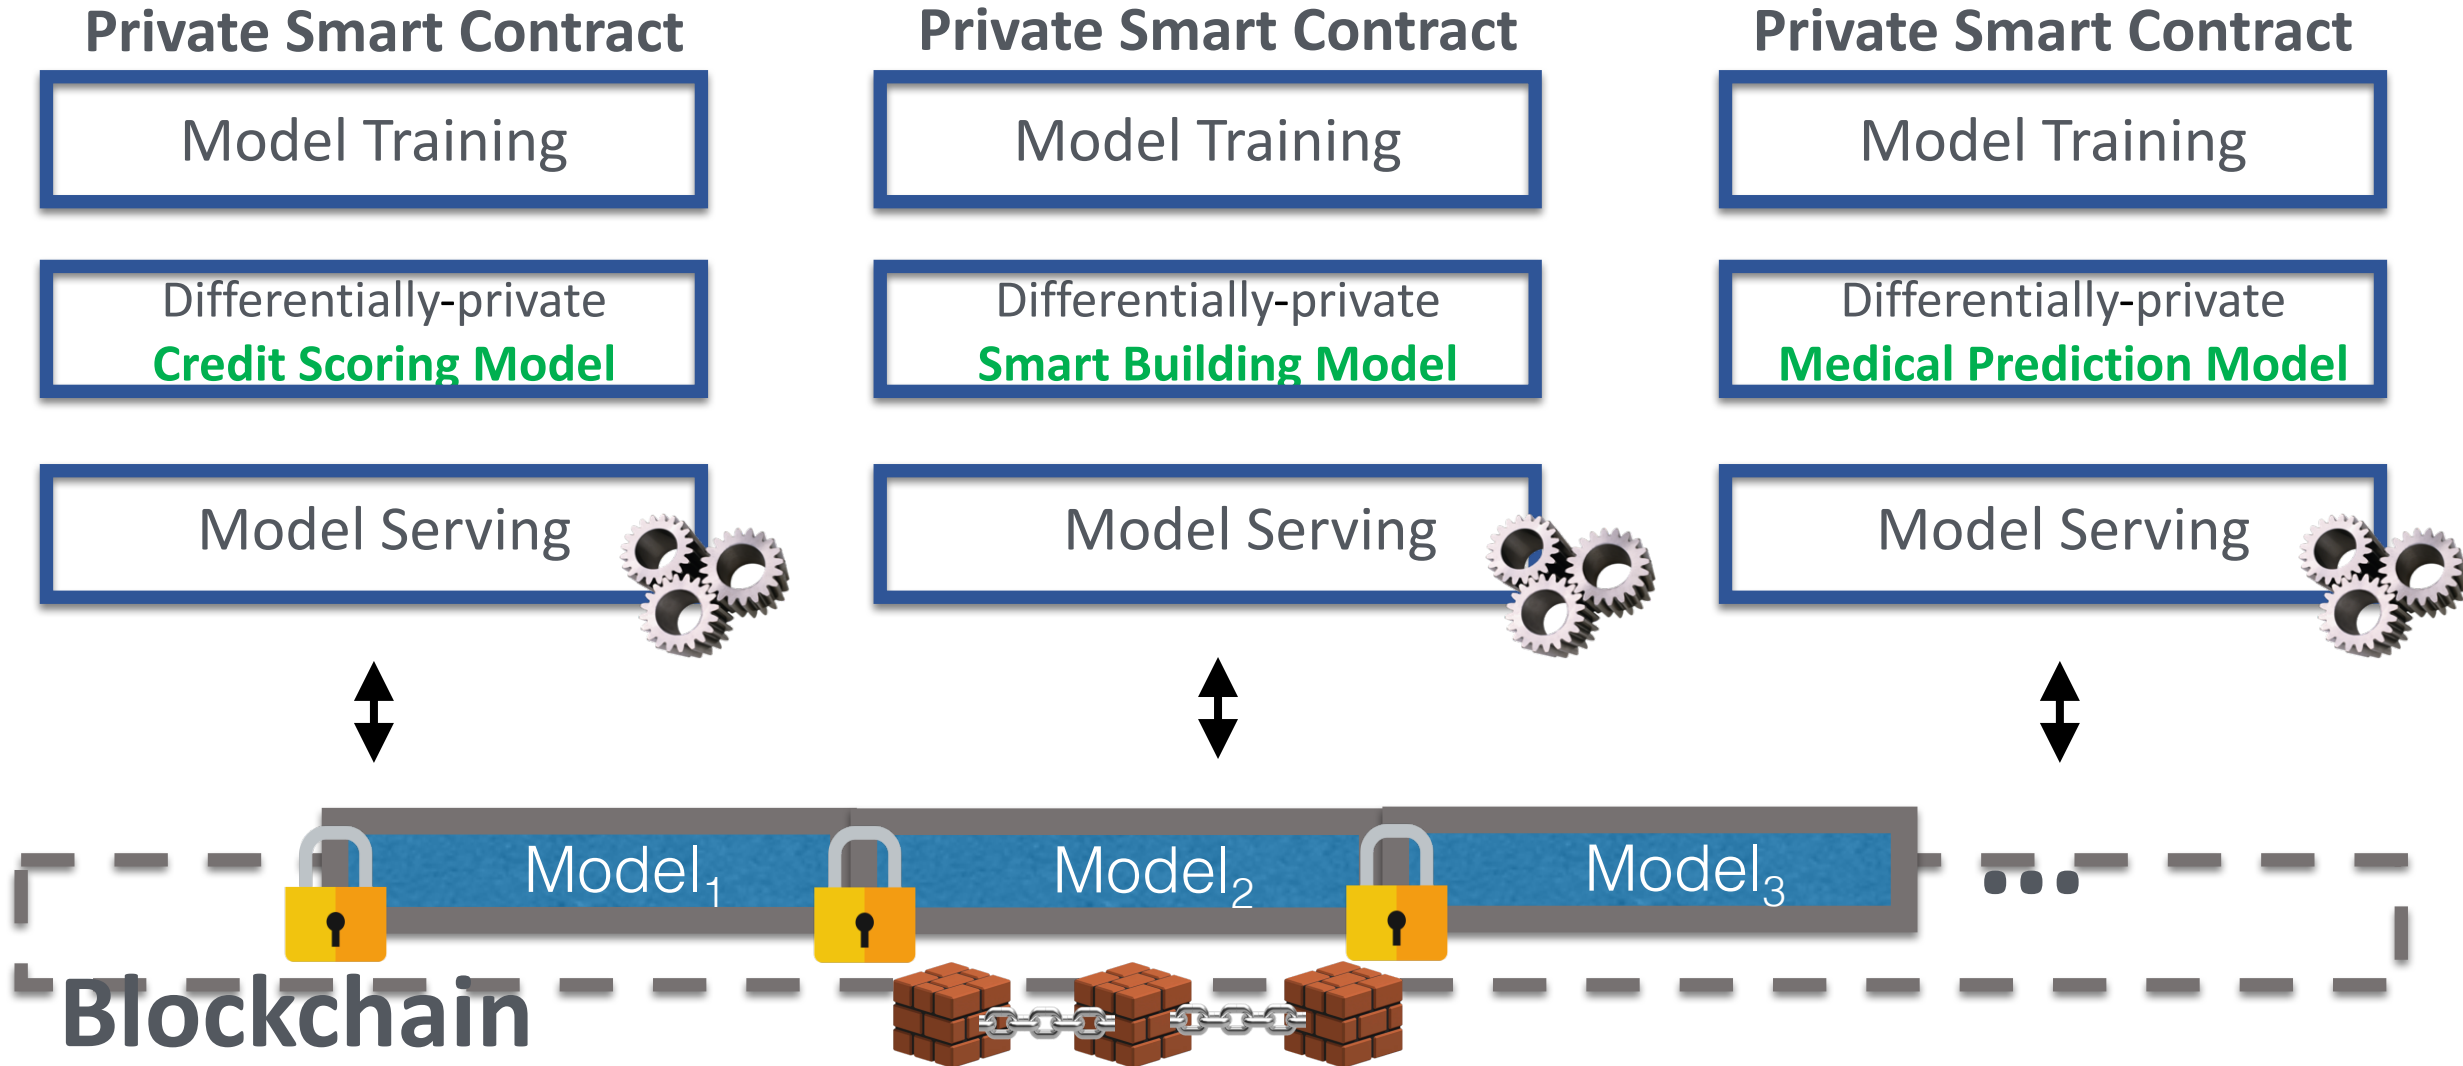 Private Smart Contract
Model Training
Differentially-private
Credit Scoring Model
Model Serving
Private Smart Contract
Model Training
Differentially-private
Smart Building Model
Model Serving
Private Smart Contract
Model Training
Differentially-private
Medical Prediction Model
Model Serving
Model₁
Model₂
Model₃
...
Blockchain